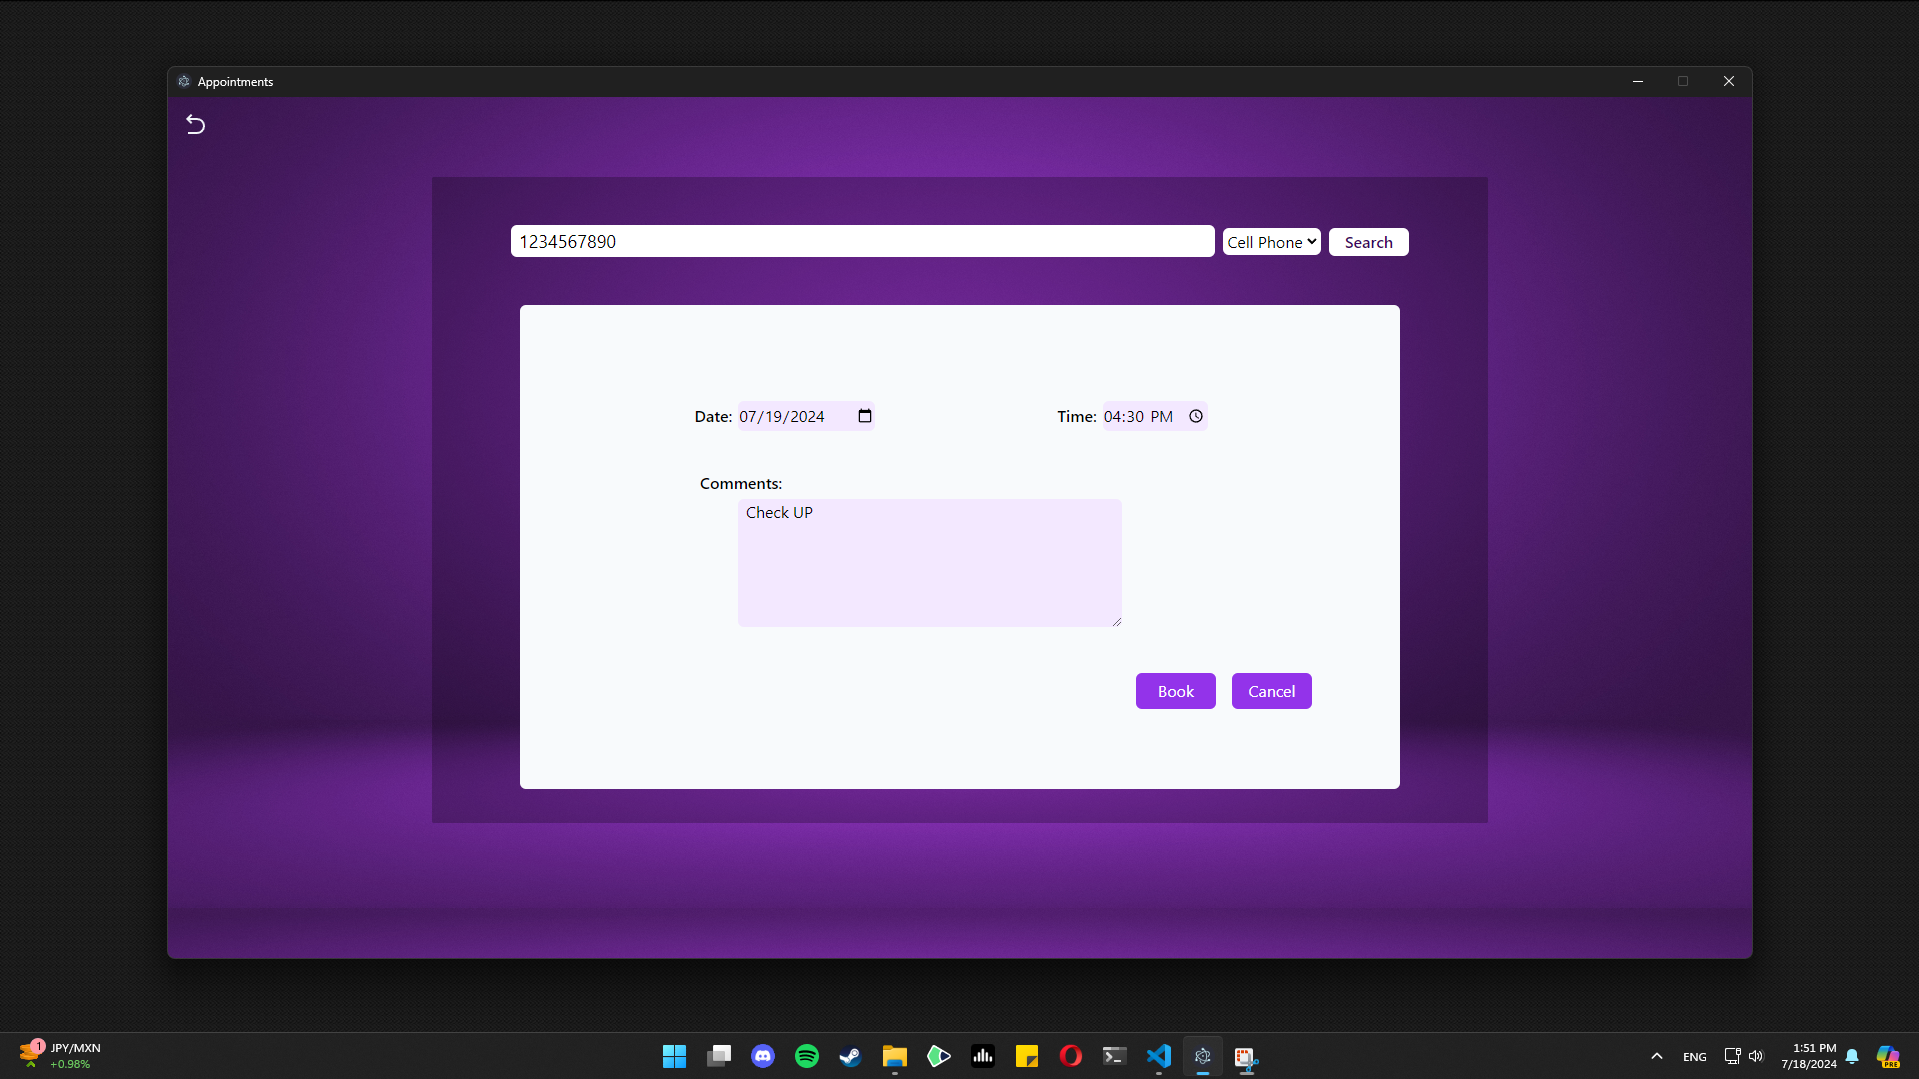 Appointments
1234567890
Cell Phone
Search
Date: 07/19/2024
Time: 04:30 PM
Comments:
Check UP
Book
Cancel
1
JPY/MXN
+0.98%
ENG
1:51 PM
7/18/2024
PRE